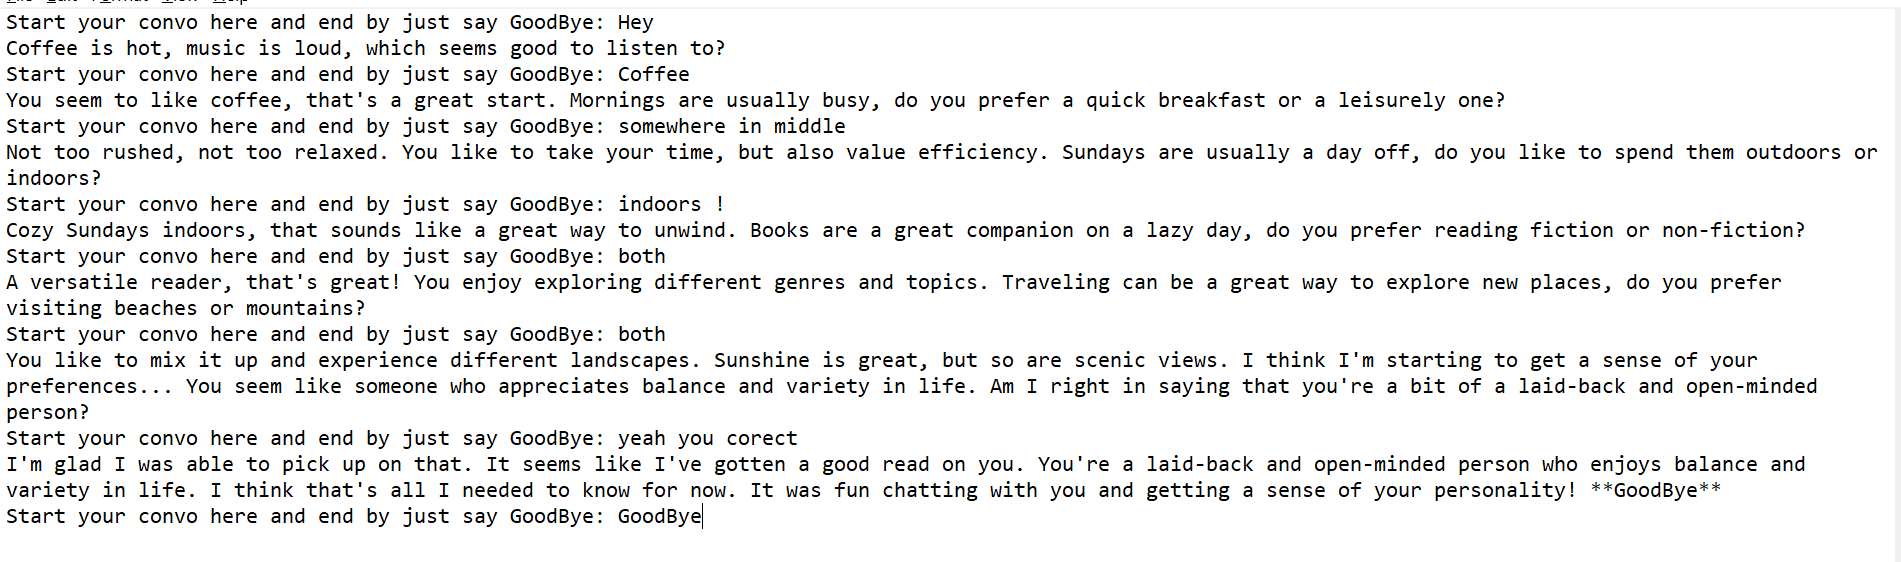 Start your convo here and end by just say GoodBye: Hey
Coffee is hot, music is loud, which seems good to listen to?
Start your convo here and end by just say GoodBye: Coffee
You seem to like coffee, that's a great start. Mornings are usually busy, do you prefer a quick breakfast or a leisurely one?
Start your convo here and end by just say GoodBye: somewhere in middle
Not too rushed, not too relaxed. You like to take your time, but also value efficiency. Sundays are usually a day off, do you like to spend them outdoors or
indoors?
Start your convo here and end by just say GoodBye: indoors !
Cozy Sundays indoors, that sounds like a great way to unwind. Books are a great companion on a lazy day, do you prefer reading fiction or non-fiction?
Start your convo here and end by just say GoodBye: both
A versatile reader, that's great! You enjoy exploring different genres and topics. Traveling can be a great way to explore new places, do you prefer
visiting beaches or mountains?
Start your convo here and end by just say GoodBye: both
You like to mix it up and experience different landscapes. Sunshine is great, but so are scenic views. I think I'm starting to get a sense of your
preferences... You seem like someone who appreciates balance and variety in life. Am I right in saying that you're a bit of a laid-back and open-minded
person?
Start your convo here and end by just say GoodBye: yeah you corect
I'm glad I was able to pick up on that. It seems like I've gotten a good read on you. You're a laid-back and open-minded person who enjoys balance and
variety in life. I think that's all I needed to know for now. It was fun chatting with you and getting a sense of your personality! **GoodBye**
Start your convo here and end by just say GoodBye: GoodBye